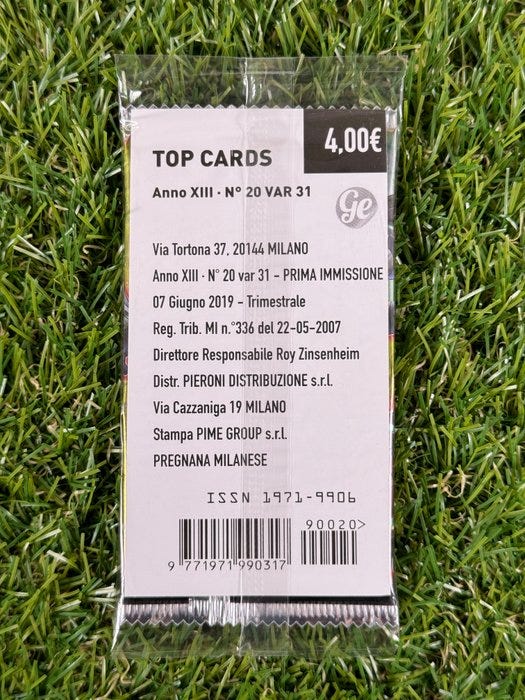 4,00€
TOP CARDS
Anno XIII · N° 20 VAR 31
Ge
Via Tortona 37, 20144 MILANO
Anno XIII · N° 20 var 31 - PRIMA IMMISSIONE
07 Giugno 2019 - Trimestrale
Reg. Trib. MI n.°336 del 22-05-2007
Direttore Responsabile Roy Zinsenheim
Distr. PIERONI DISTRIBUZIONE s.r.l.
Via Cazzaniga 19 MILANO
Stampa PIME GROUP s.r.l.
PREGNANA MILANESE
ISSN 1971-9906
90020>
9 771971 990317